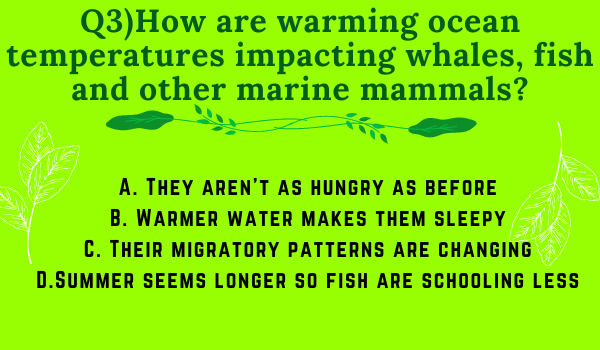 Q3)How are warming ocean
temperatures impacting whales, fish
and other marine mammals?
A. They aren't as hungry as before
B. Warmer water makes them sleepy
C. Their migratory patterns are changing
D.Summer seems longer so fish are schooling less